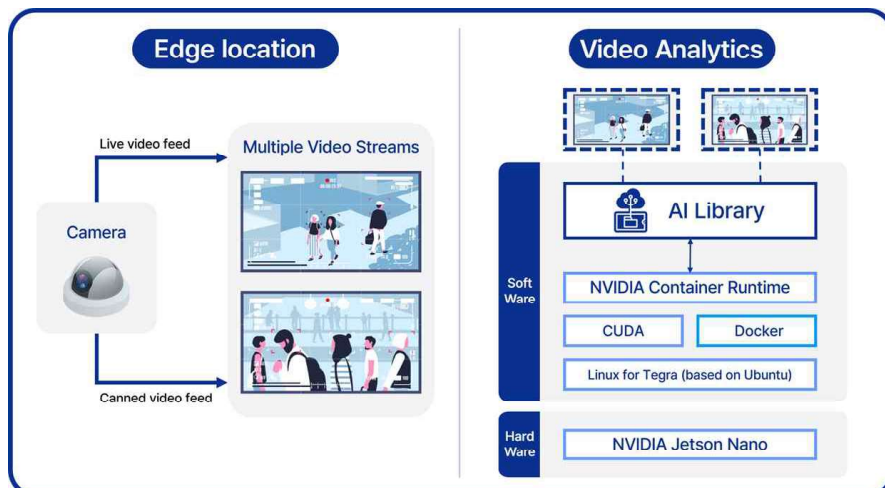 Edge location
Live video feed
Camera
Canned video feed
Multiple Video Streams
Video Analytics
Soft
Ware
AI Library
NVIDIA Container Runtime
CUDA
Docker
Linux for Tegra (based on Ubuntu)
Hard
Ware
NVIDIA Jetson Nano